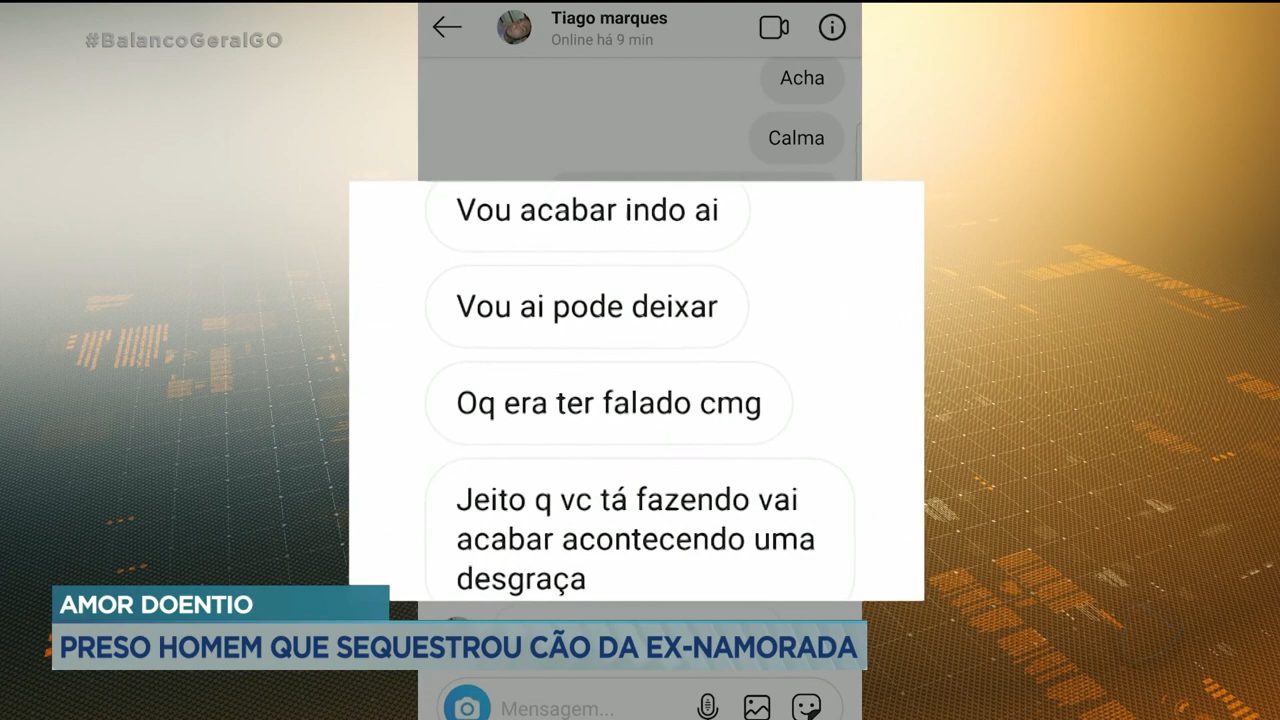 #BalancoGeralGO
Tiago marques
Online há 9 min
Acha
Calma
Vou acabar indo ai
Vou ai pode deixar
Oq era ter falado cmg
Jeito q vc tá fazendo vai
acabar acontecendo uma
desgraça
AMOR DOENTIO
PRESO HOMEM QUE SEQUESTROU CÃO DA EX-NAMORADA
Mensagem...